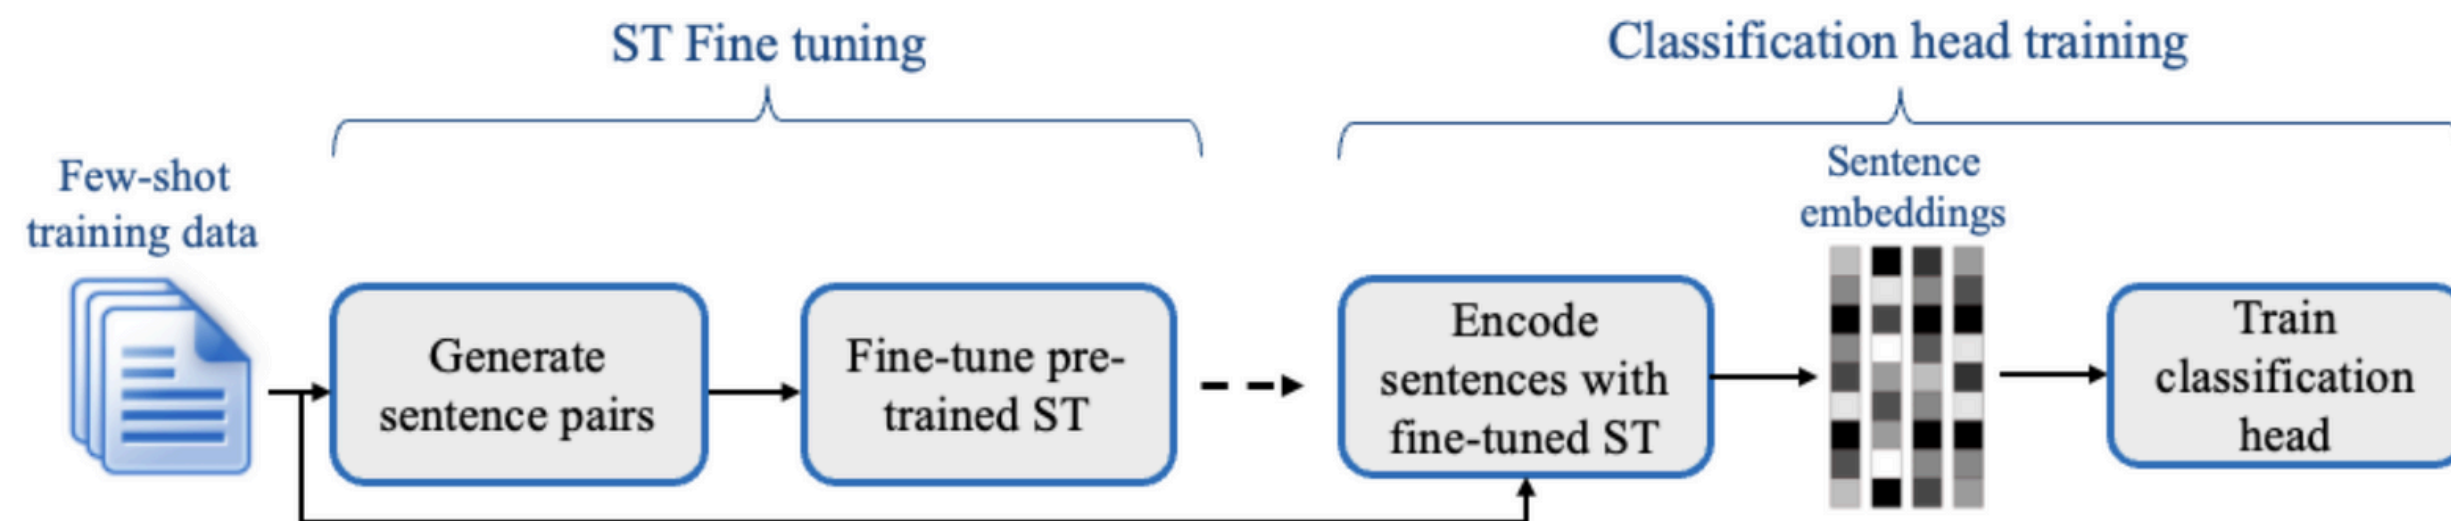 ST Fine tuning
Classification head training
Few-shot
training data
Generate
sentence pairs
Fine-tune pre-
trained ST
Encode
sentences with
fine-tuned ST
Sentence
embeddings
Train
classification
head